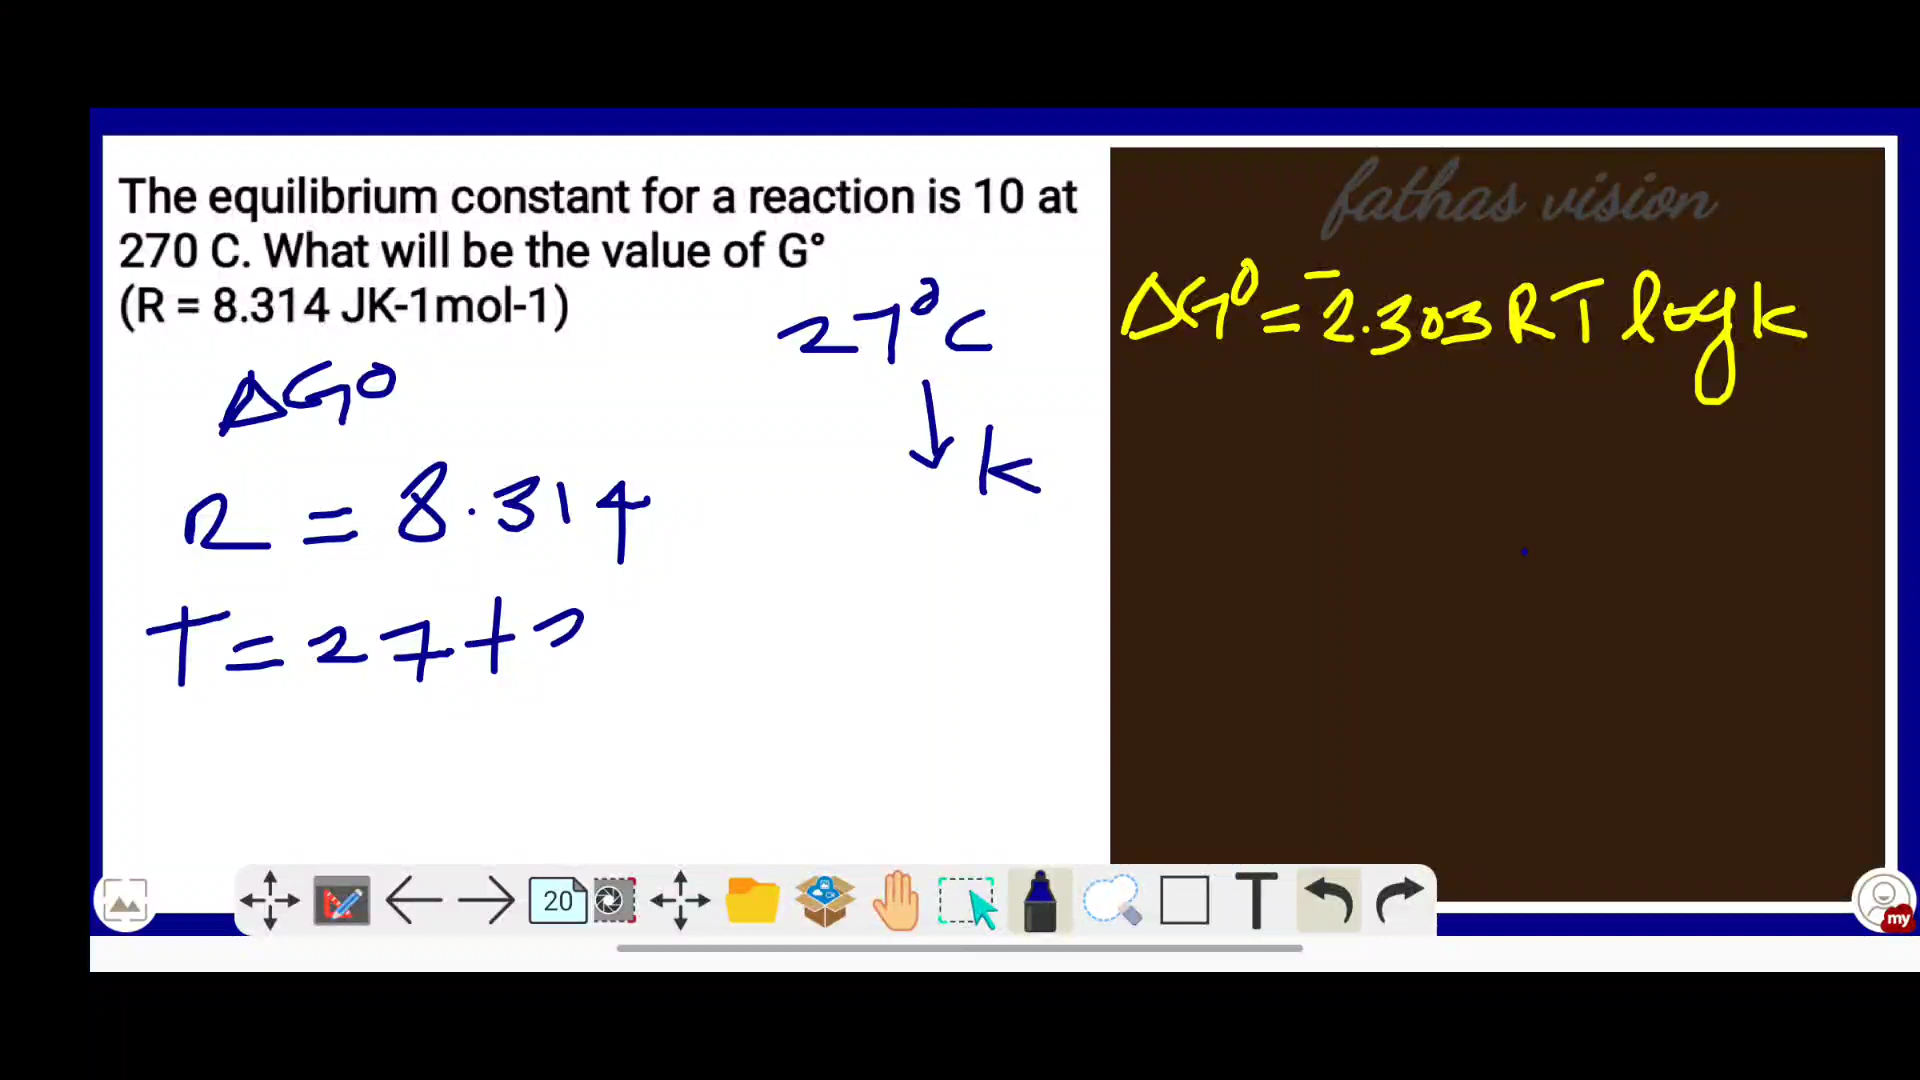 fathas vision
The equilibrium constant for a reaction is 10 at
270 C. What will be the value of G°
(R = 8.314 JK-1mol-1)
27°C
↓ k
ΔG°
R = 8.314
T = 27 +
ΔG° = -2.303 RT log k
20
T
my